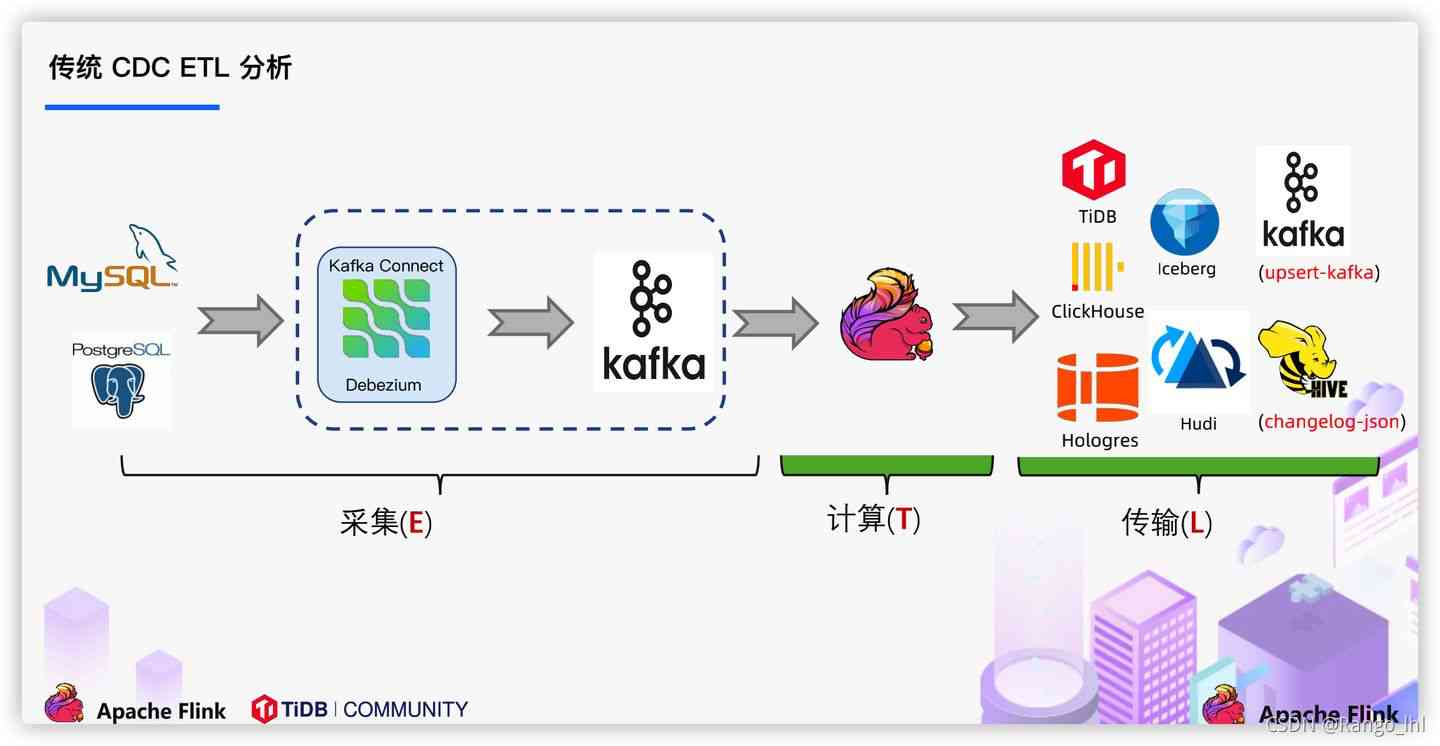 传统 CDC ETL 分析
MySQL™
PostgreSQL
Kafka Connect
Debezium
kafka
TiDB
ClickHouse
Hologres
Iceberg
Hudi
kafka
(upsert-kafka)
HIVE
(changelog-json)
采集(E)
计算(T)
传输(L)
Apache Flink
TiDB | COMMUNITY
Apache Flink
CSDN @Rango_lhl